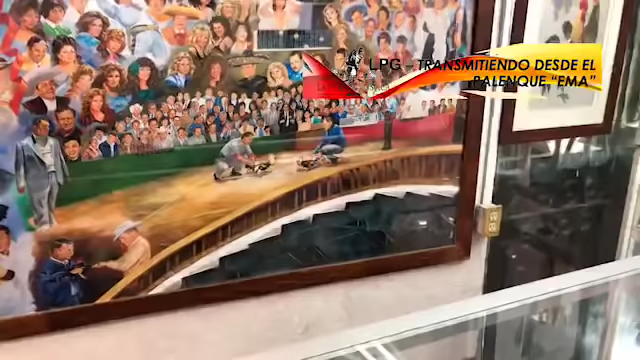 LPG - TRANSMITIENDO DESDE EL
PALENQUE "EMA"